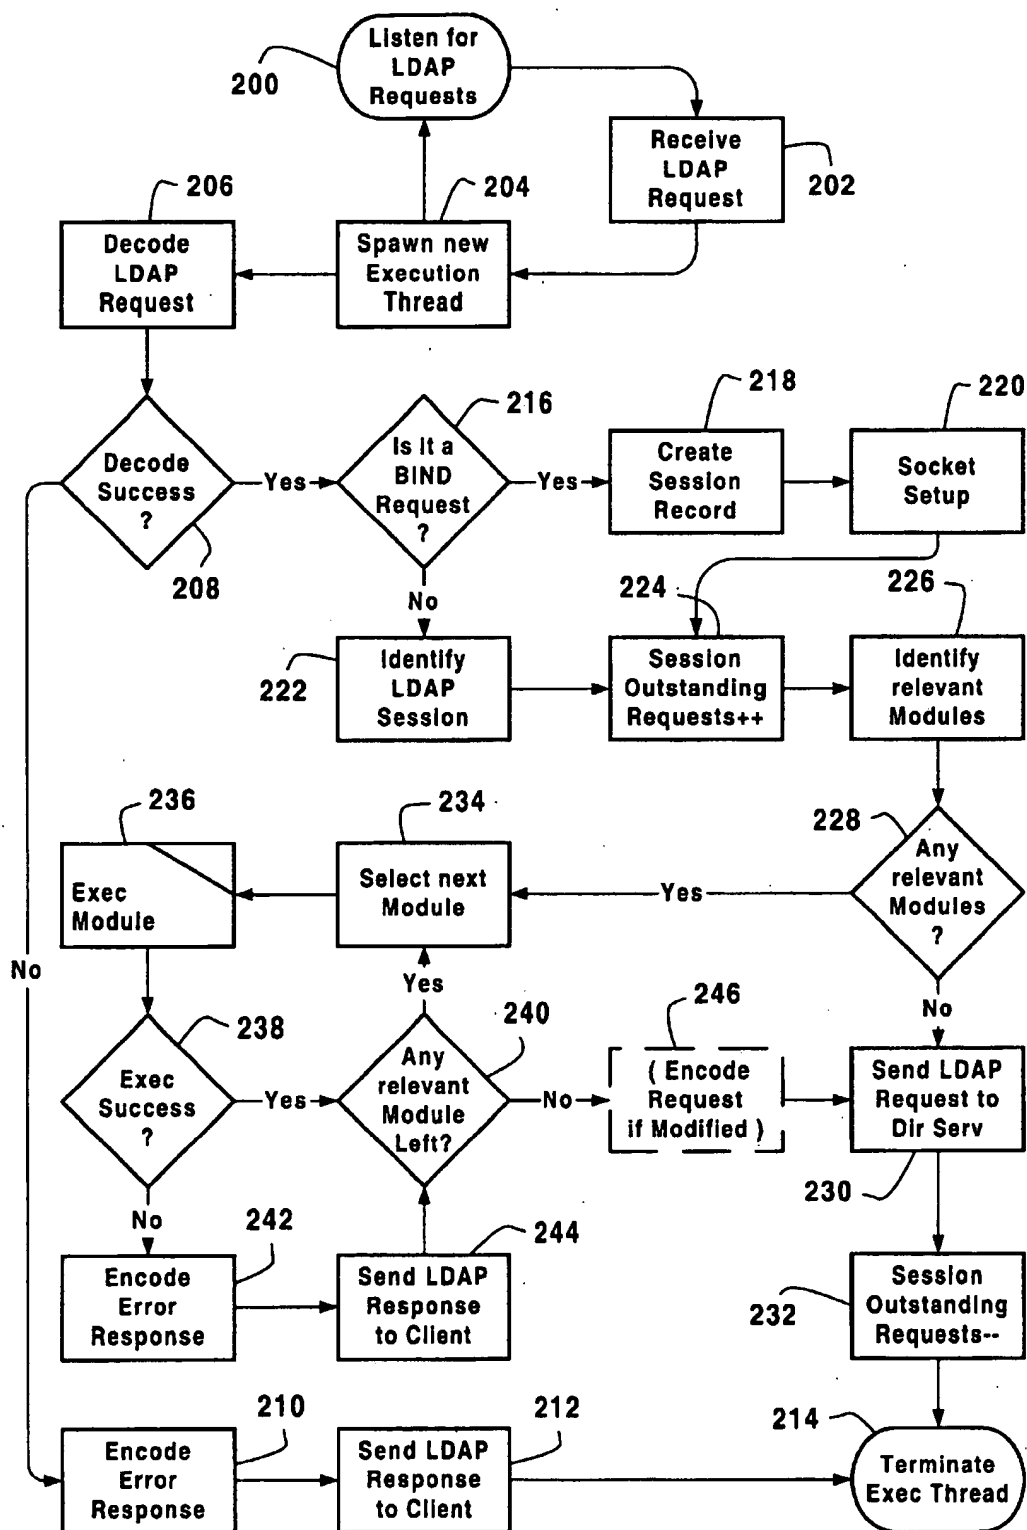 Listen for
LDAP
Requests
200
Receive
LDAP
Request
202
206
204
Decode
LDAP
Request
Spawn new
Execution
Thread
216
218
220
Decode
Success
?
208
Yes
Is it a
BIND
Request
?
Yes
Create
Session
Record
Socket
Setup
No
224
226
222
Identify
LDAP
Session
Session
Outstanding
Requests++
Identify
relevant
Modules
236
234
228
Exec
Module
Select next
Module
Yes
Any
relevant
Modules
?
No
Yes
246
No
238
240
Exec
Success
?
Yes
Any
relevant
Module
Left?
No
( Encode
Request
if Modified )
Send LDAP
Request to
Dir Serv
230
No
242
244
Encode
Error
Response
Send LDAP
Response
to Client
232
Session
Outstanding
Requests--
210
212
214
Encode
Error
Response
Send LDAP
Response
to Client
Terminate
Exec Thread